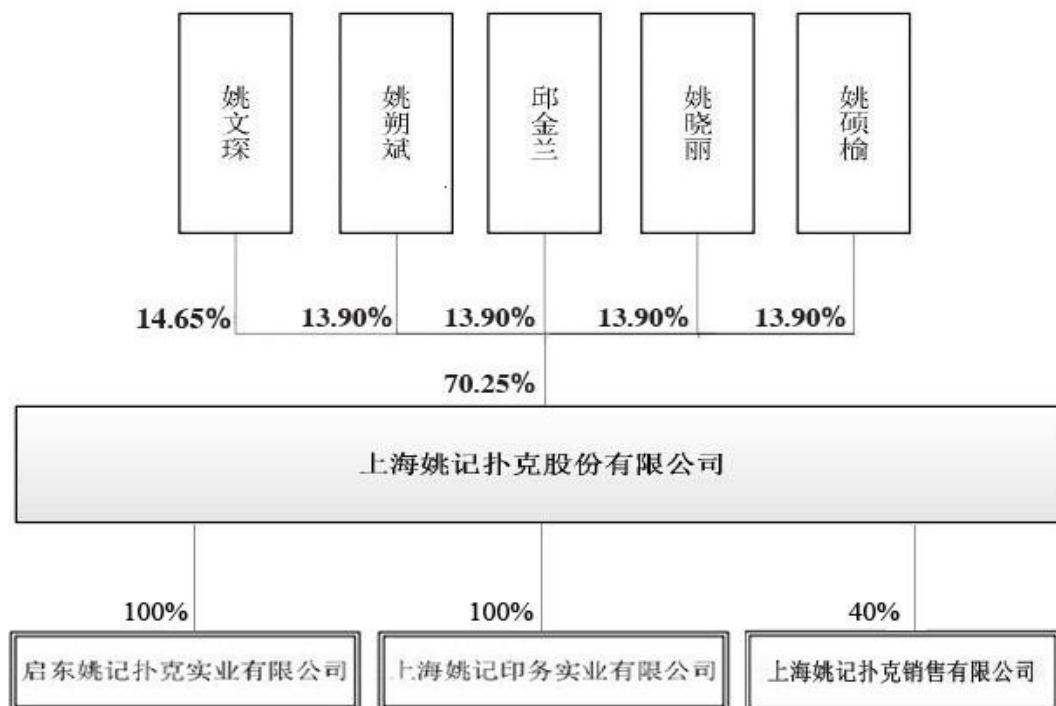 姚文琛
姚朔斌
邱金兰
姚晓丽
姚硕榆
14.65%
13.90%
13.90%
13.90%
13.90%
70.25%
上海姚记扑克股份有限公司
100%
100%
40%
启东姚记扑克实业有限公司
上海姚记印务实业有限公司
上海姚记扑克销售有限公司